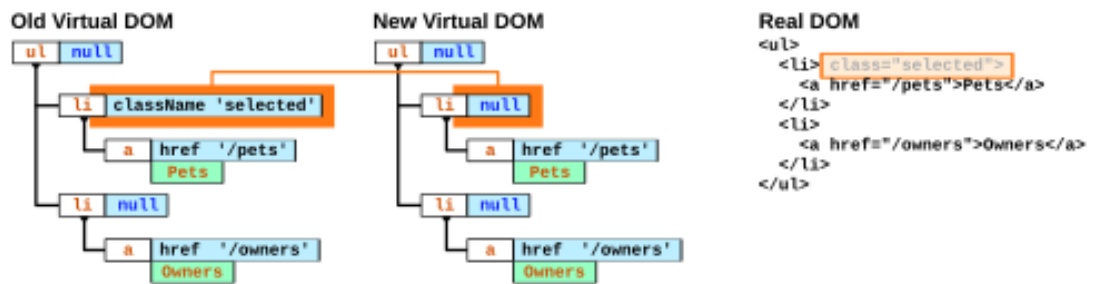 Old Virtual DOM
ul null
li className 'selected'
a href '/pets'
Pets
li null
a href '/owners'
Owners
New Virtual DOM
ul null
li null
a href '/pets'
Pets
li null
a href '/owners'
Owners
Real DOM
<ul>
<li> class="selected">
<a href="/pets">Pets</a>
</li>
<li>
<a href="/owners">Owners</a>
</li>
</ul>